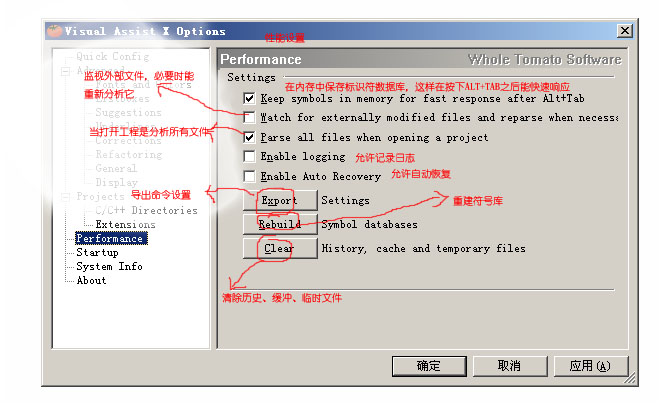 Visual Assist X Options
性能设置
Quick Config
Performance
Whole Tomato Software
Settings
监视外部文件，必要时能
重新分析它
在内存中保存标识符数据库，这样在按下ALT+TAB之后能快速响应
Keep symbols in memory for fast response after Alt+Tab
Suggestions
Watch for externally modified files and reparse when necess
当打开工程是分析所有文件
Corrections
Parse all files when opening a project
Refactoring
Enable logging
允许记录日志
General
Display
Enable Auto Recovery
允许自动恢复
Projects
导出命令设置
Export
Settings
重建符号库
C/C++ Directories
Extensions
Rebuild
Symbol databases
Performance
Startup
Clear
History, cache and temporary files
System Info
About
清除历史、缓冲、临时文件
确定
取消
应用(A)